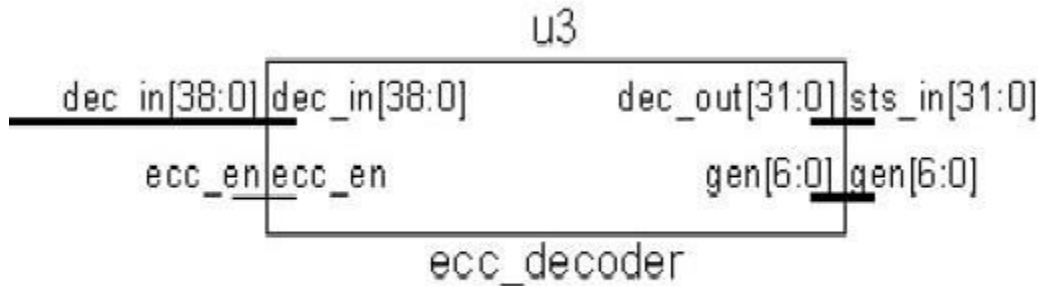 u3
dec_in[38:0] dec_in[38:0] dec_out[31:0] sts_in[31:0]
ecc_en ecc_en gen[6:0] gen[6:0]
ecc_decoder